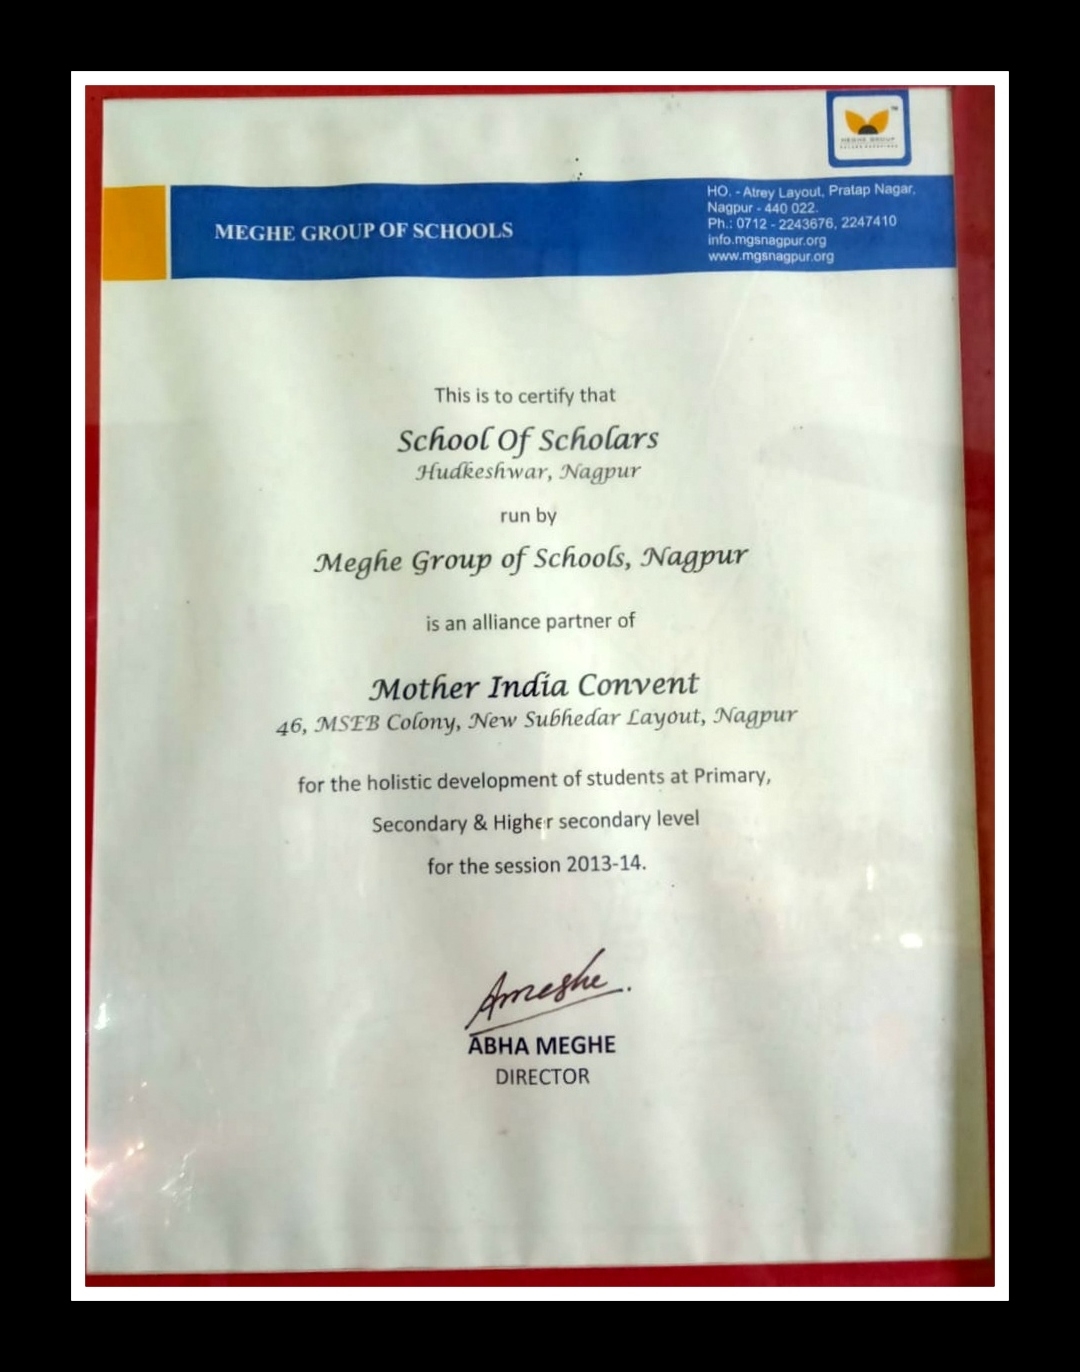 MEGHE GROUP
MEGHE GROUP OF SCHOOLS
HO. - Atrey Layout, Pratap Nagar,
Nagpur - 440 022.
Ph.: 0712 - 2243676, 2247410
info.mgsnagpur.org
www.mgsnagpur.org
This is to certify that
School Of Scholars
Hudkeshwar, Nagpur
run by
Meghe Group of Schools, Nagpur
is an alliance partner of
Mother India Convent
46, MSEB Colony, New Subhedar Layout, Nagpur
for the holistic development of students at Primary,
Secondary & Higher secondary level
for the session 2013-14.
Ameghe
ABHA MEGHE
DIRECTOR